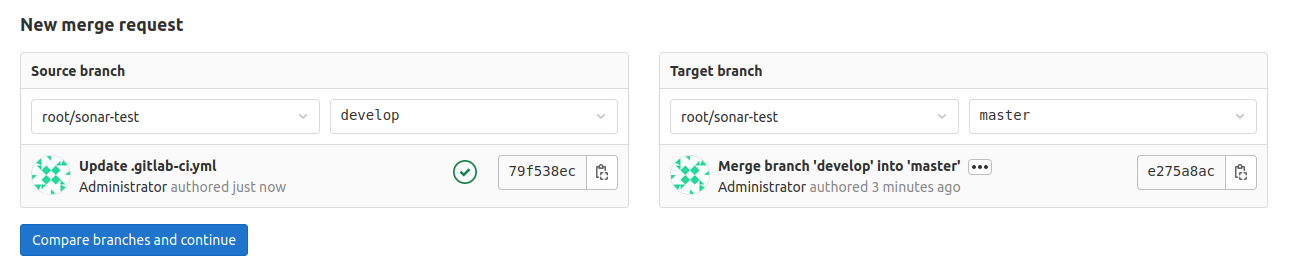 New merge request
Source branch
root/sonar-test
develop
Update .gitlab-ci.yml
Administrator authored just now
79f538ec
Target branch
root/sonar-test
master
Merge branch 'develop' into 'master' •••
Administrator authored 3 minutes ago
e275a8ac
Compare branches and continue